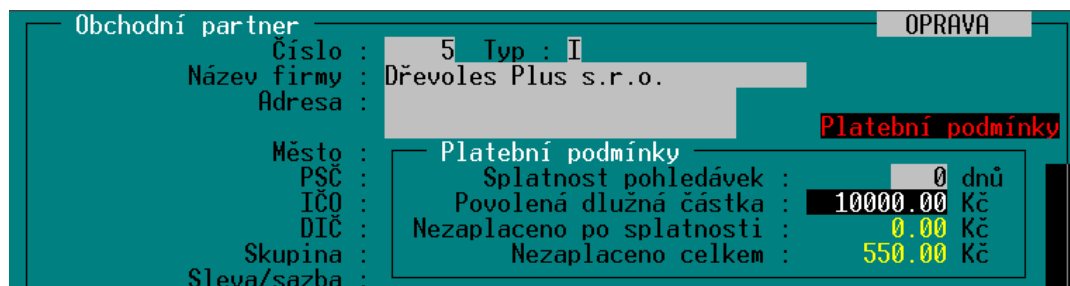 Obchodní partner OPRAVA
Číslo : 5 Typ : I
Název firmy : Dřevoles Plus s.r.o.
Adresa :
Platební podmínky
Město : Platební podmínky
PSČ : Splatnost pohledávek : 0 dnů
IČO : Povolená dlužná částka : 10000.00 Kč
DIČ : Nezaplaceno po splatnosti : 0.00 Kč
Skupina : Nezaplaceno celkem : 550.00 Kč
Sleva/sazba :